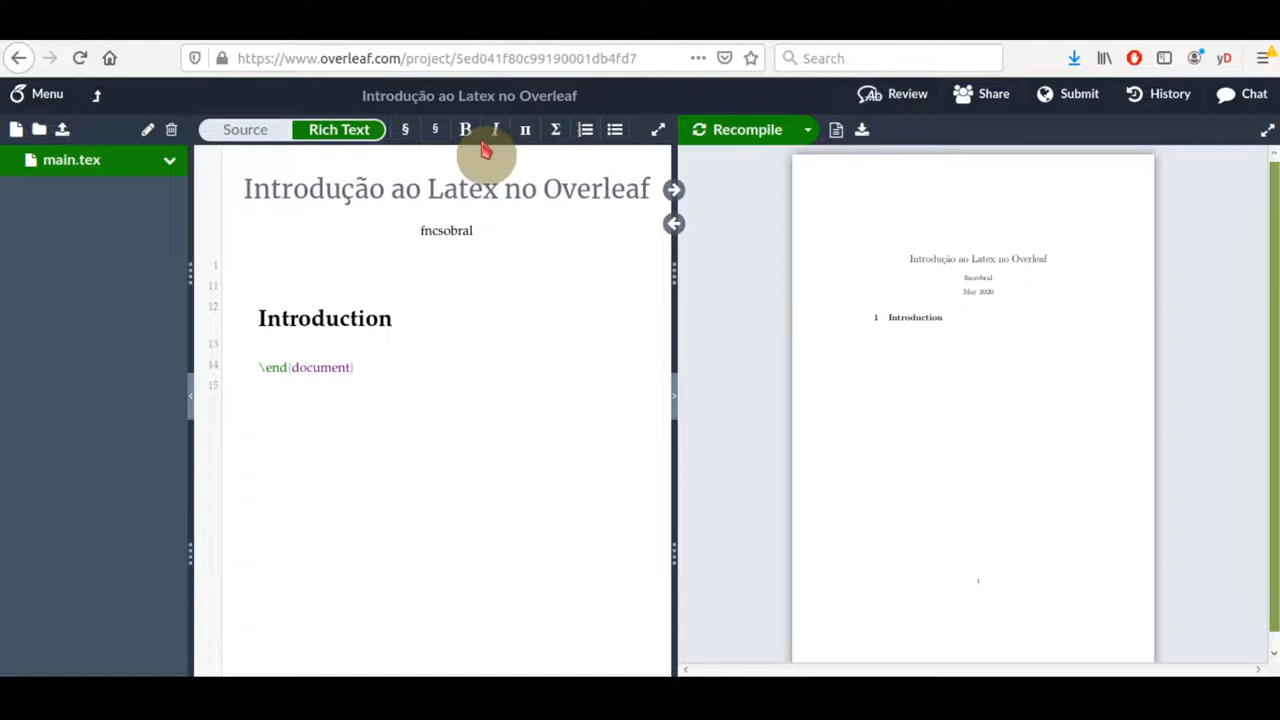 https://www.overleaf.com/project/5ed041f80c99190001db4fd7
Search
yD
Menu
Introdução ao Latex no Overleaf
Review
Share
Submit
History
Chat
Source
Rich Text
§
§
B
I
π
Σ
Recompile
main.tex
Introdução ao Latex no Overleaf
fncsobral
1
11
12
Introduction
13
14
\end{document}
15
Introdução ao Latex no Overleaf
fncsobral
May 2020
1 Introduction
1